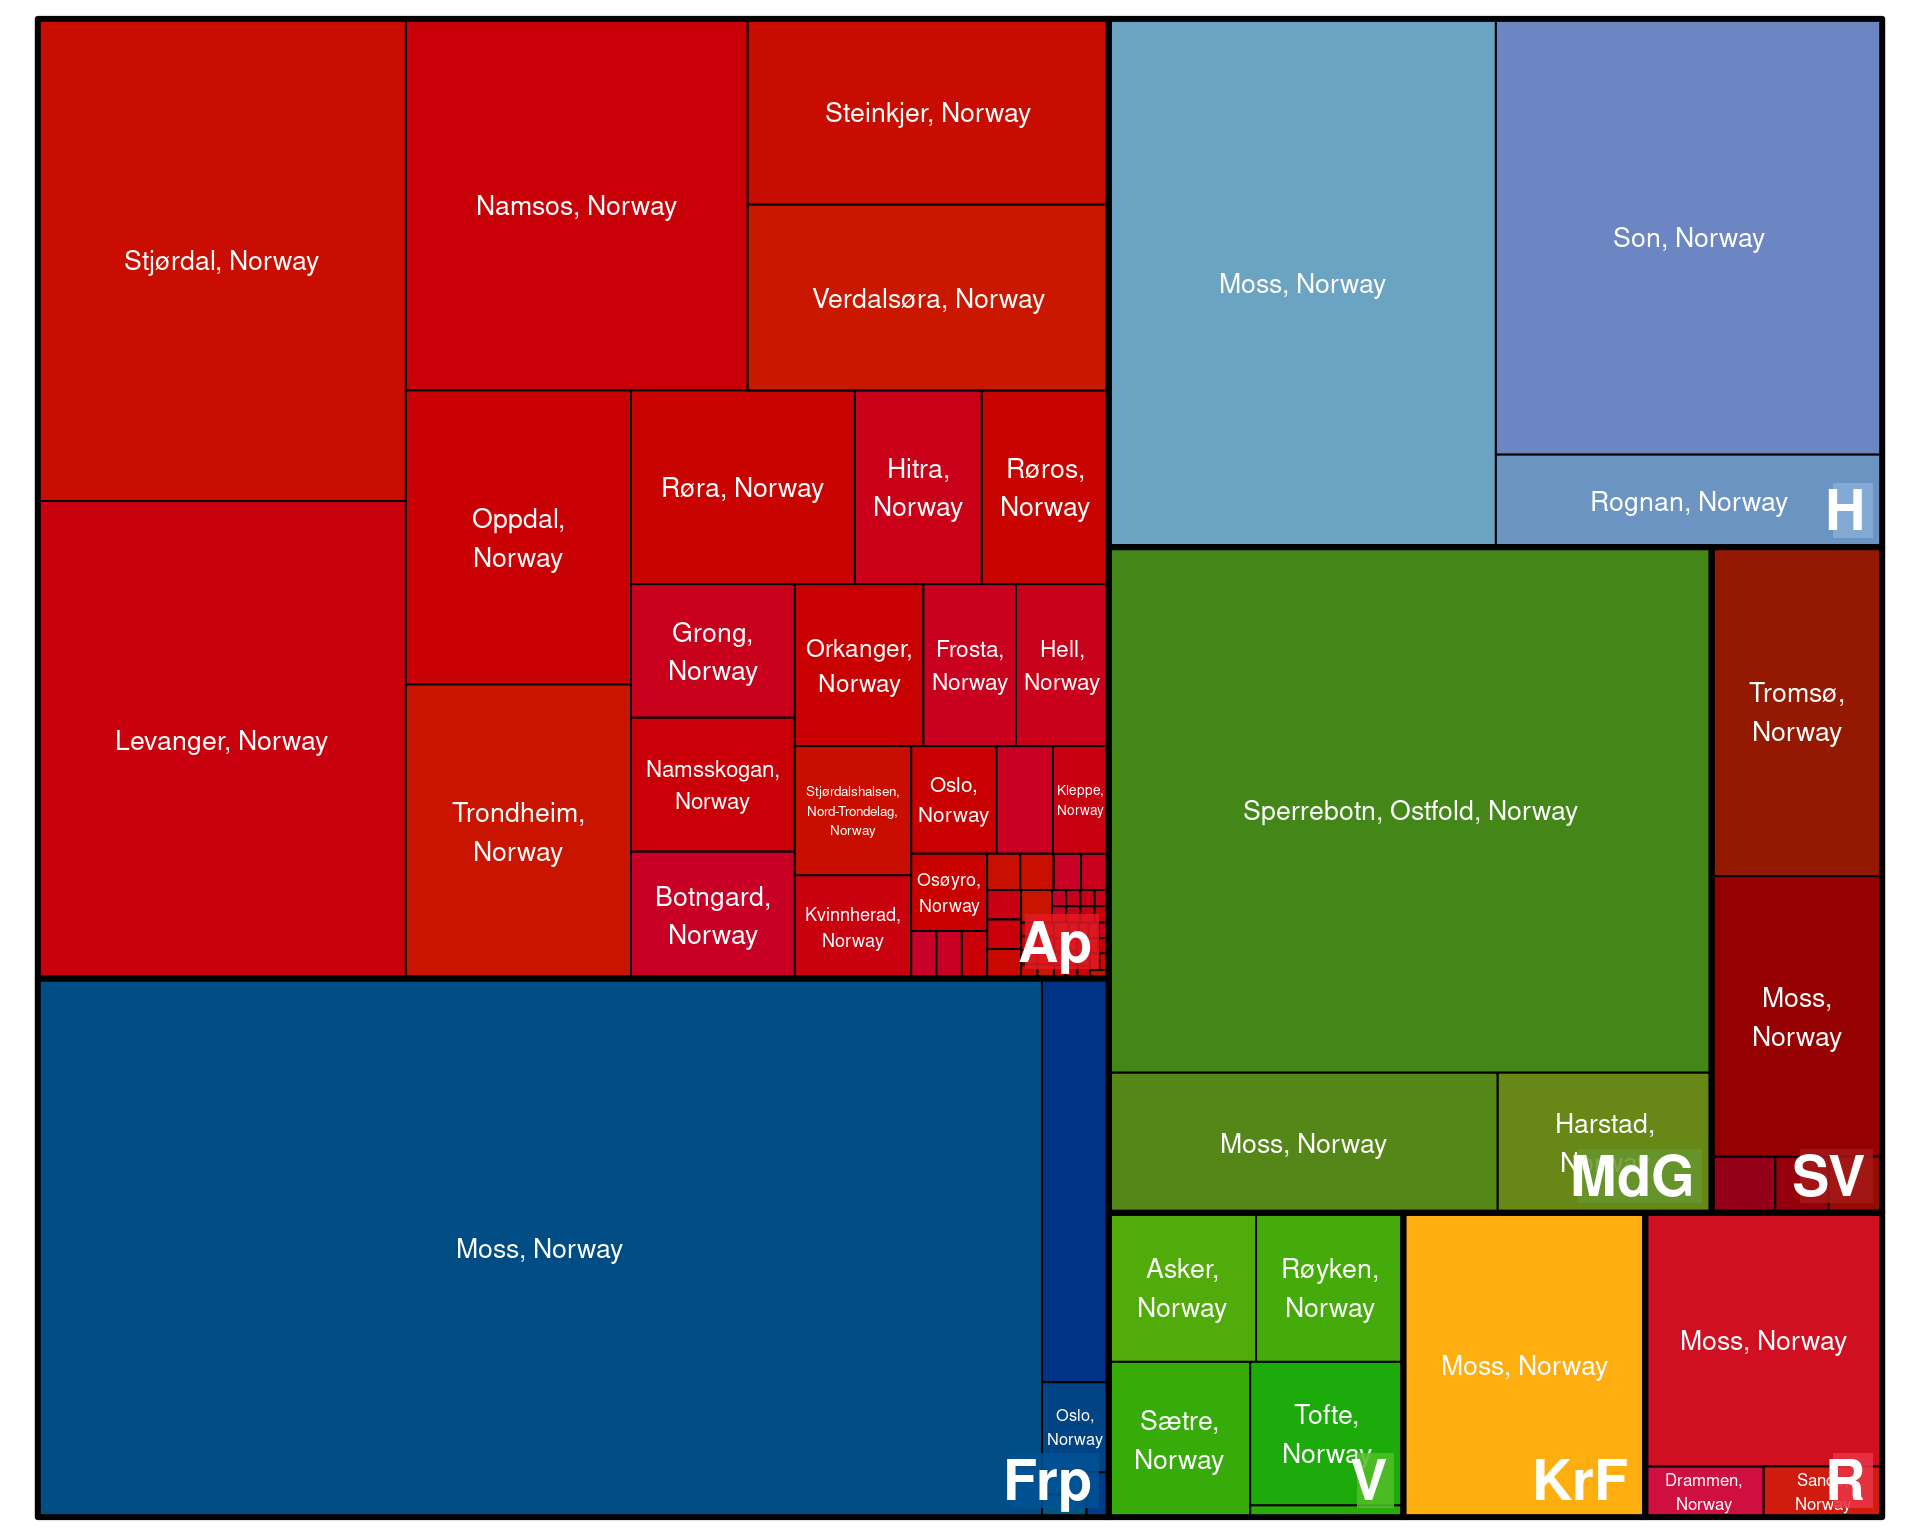 Stjørdal, Norway
Levanger, Norway
Namsos, Norway
Steinkjer, Norway
Verdalsøra, Norway
Oppdal,
Norway
Trondheim,
Norway
Røra, Norway
Hitra,
Norway
Røros,
Norway
Grong,
Norway
Namsskogan,
Norway
Botngard,
Norway
Orkanger,
Norway
Frosta,
Norway
Hell,
Norway
Stjørdalshalsen,
Nord-Trondelag,
Norway
Kvinnherad,
Norway
Oslo,
Norway
Kleppe,
Norway
Osøyro,
Norway
Ap
Moss, Norway
Oslo,
Norway
Frp
Moss, Norway
Son, Norway
Rognan, Norway
H
Sperrebotn, Ostfold, Norway
Moss, Norway
Harstad,
MdG
Tromsø,
Norway
Moss,
Norway
SV
Asker,
Norway
Røyken,
Norway
Sætre,
Norway
Tofte,
Norway
V
Moss, Norway
KrF
Moss, Norway
Drammen,
Norway
Norway
R